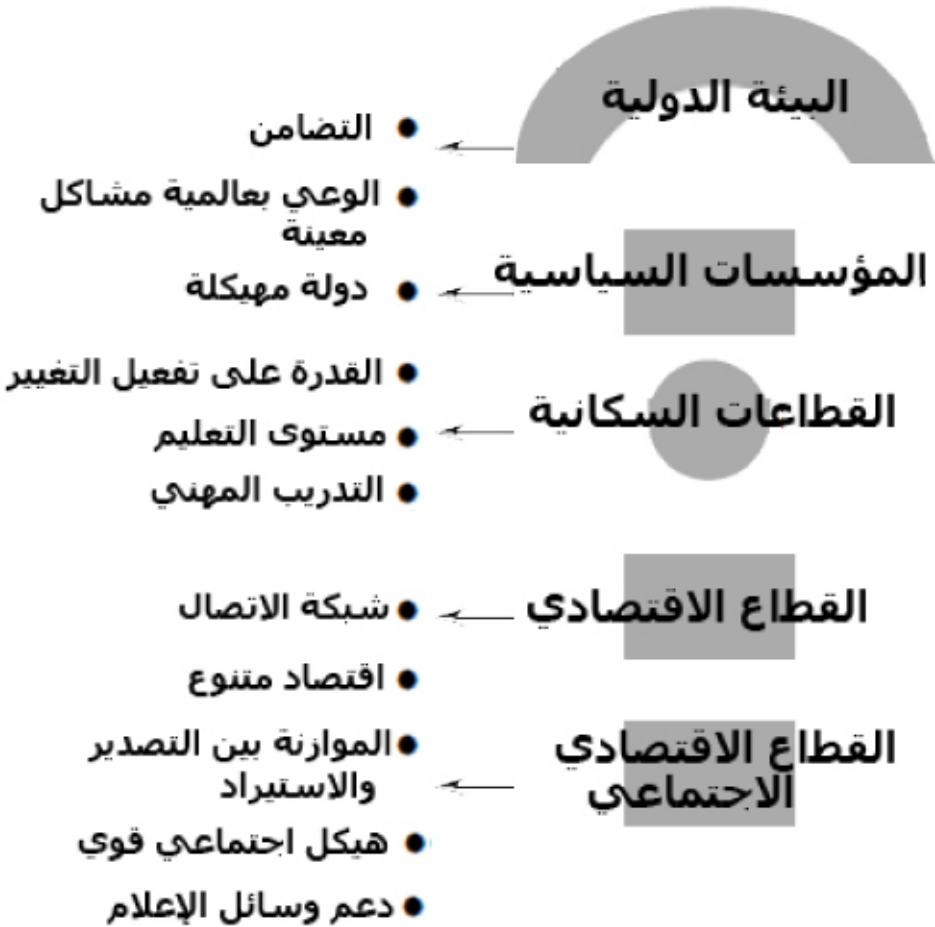 البيئة الدولية
• التضامن
• الوعي بعالمية مشاكل
معينة
المؤسسات السياسية
• دولة مهيكلة
• القدرة على تفعيل التغيير
القطاعات السكانية
• مستوى التعليم
• التدريب المهني
القطاع الاقتصادي
• شبكة الاتصال
• اقتصاد متنوع
القطاع الاقتصادي
الاجتماعي
• الموازنة بين التصدير
والاستيراد
• هيكل اجتماعي قوي
• دعم وسائل الإعلام